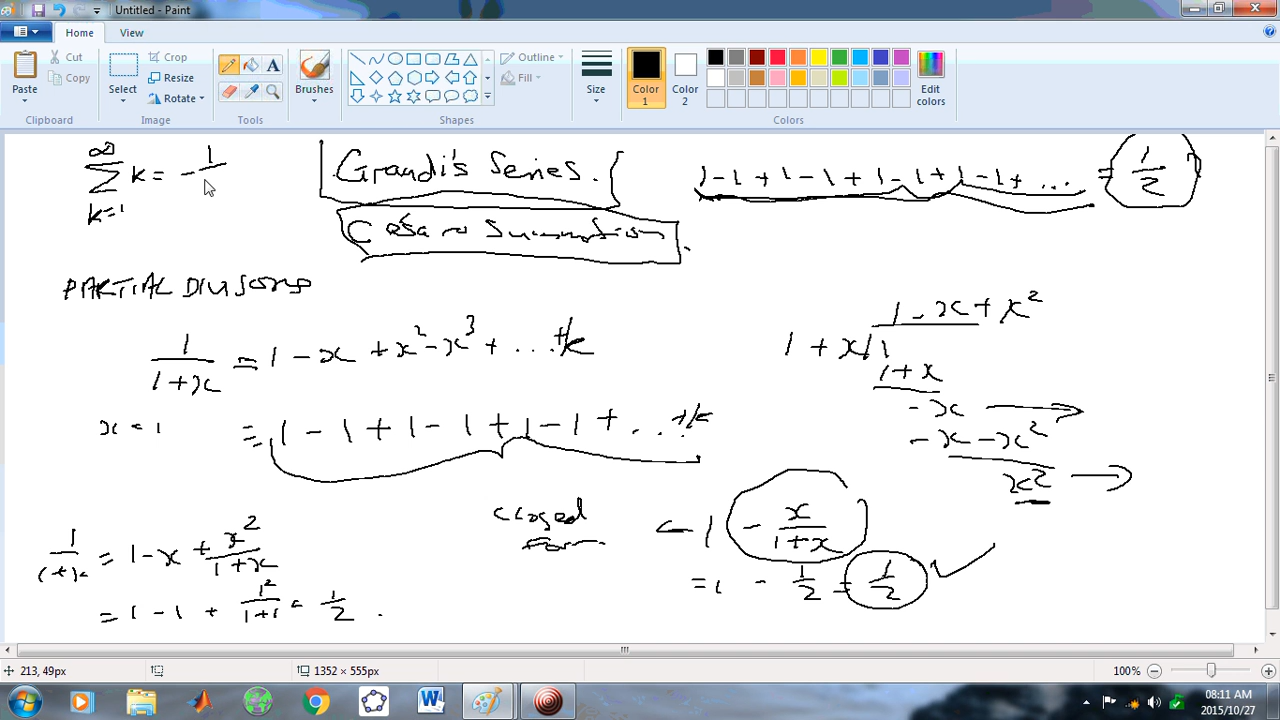 Untitled - Paint
Home View
Paste
Cut
Copy
Clipboard
Select
Crop
Resize
Rotate
Image
Tools
Brushes
Shapes
Outline
Fill
Size
Color 1
Color 2
Colors
Edit colors
∞
Σ k = - 1
k=1
Grandi's Series.
1-1+1-1+1-1+1-1+ ... = 1/2
Cesaro Summation.
PARTIAL DIVISIONS
1/(1+x) = 1 - x + x² - x³ + ... +k
x = 1
= 1 - 1 + 1 - 1 + 1 - 1 + ... +k
1 - x + x²
1 + x√1
1 + x
- x
- x - x²
x²
closed form
1 - x/(1+x)
= 1 - 1/2 = 1/2
1/(1+x) = 1 - x + x²/(1+x)
= 1 - 1 + 1²/(1+1) = 1/2 .
213, 49px
1352 × 555px
100%
W
08:11 AM
2015/10/27